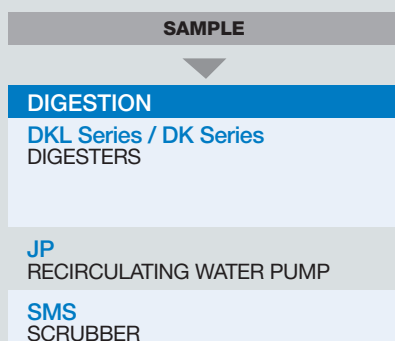 SAMPLE
DIGESTION
DKL Series / DK Series
DIGESTERS
JP
RECIRCULATING WATER PUMP
SMS
SCRUBBER